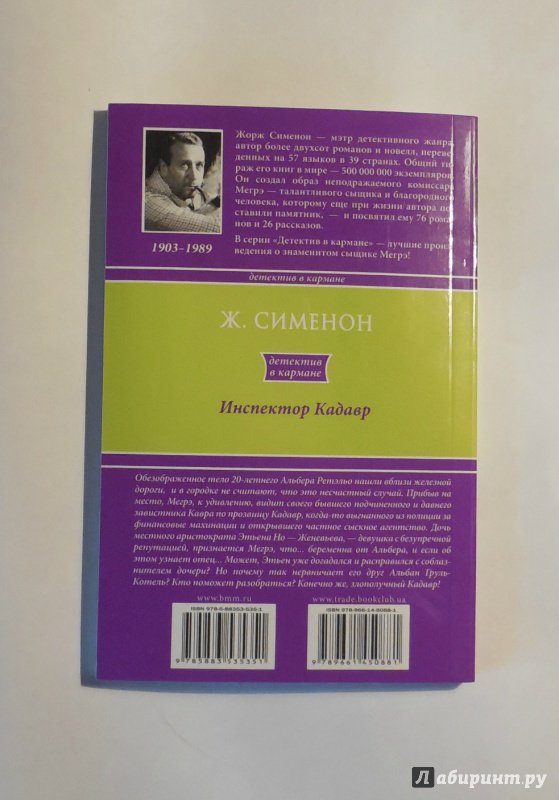 Жорж Сименон — мэтр детективного жанра,
автор более двухсот романов и новелл, переве
денных на 57 языков в 39 странах. Общий ти
раж его книг в мире — 500 000 000 экземпляров.
Он создал образ неподражаемого комиссара
Мегрэ — талантливого сыщика и благородного
человека, которому еще при жизни автора по
ставили памятник, — и посвятил ему 76 рома
нов и 26 рассказов.
В серии «Детектив в кармане» — лучшие произ
ведения о знаменитом сыщике Мегрэ!
1903–1989
детектив в кармане
Ж. СИМЕНОН
детектив
в кармане
Инспектор Кадавр
детектив в кармане
Обезображенное тело 20-летнего Альбера Ретэльо нашли вблизи железной
дороги, и в городке не считают, что это несчастный случай. Прибыв на
место, Мегрэ, к удивлению, видит своего бывшего подчиненного и давнего
завистника Кавра по прозвищу Кадавр, когда-то выгнанного из полиции за
финансовые махинации и открывшего частное сыскное агентство. Дочь
местного аристократа Этьена Но — Женевьева, — девушка с безупречной
репутацией, признается Мегрэ, что... беременна от Альбера, и если об
этом узнает отец... Может, Этьен уже догадался и расправился с соблаз-
нителем дочери? Но почему так нервничает его друг Альбан Груль-
Котель? Кто поможет разобраться? Конечно же, злополучный Кадавр!
www.bmm.ru
www.trade.bookclub.ua
ISBN 978-5-88353-535-1
ISBN 978-966-14-5088-1
9 785883 535351
9 789661 450881
Лабиринт.ру